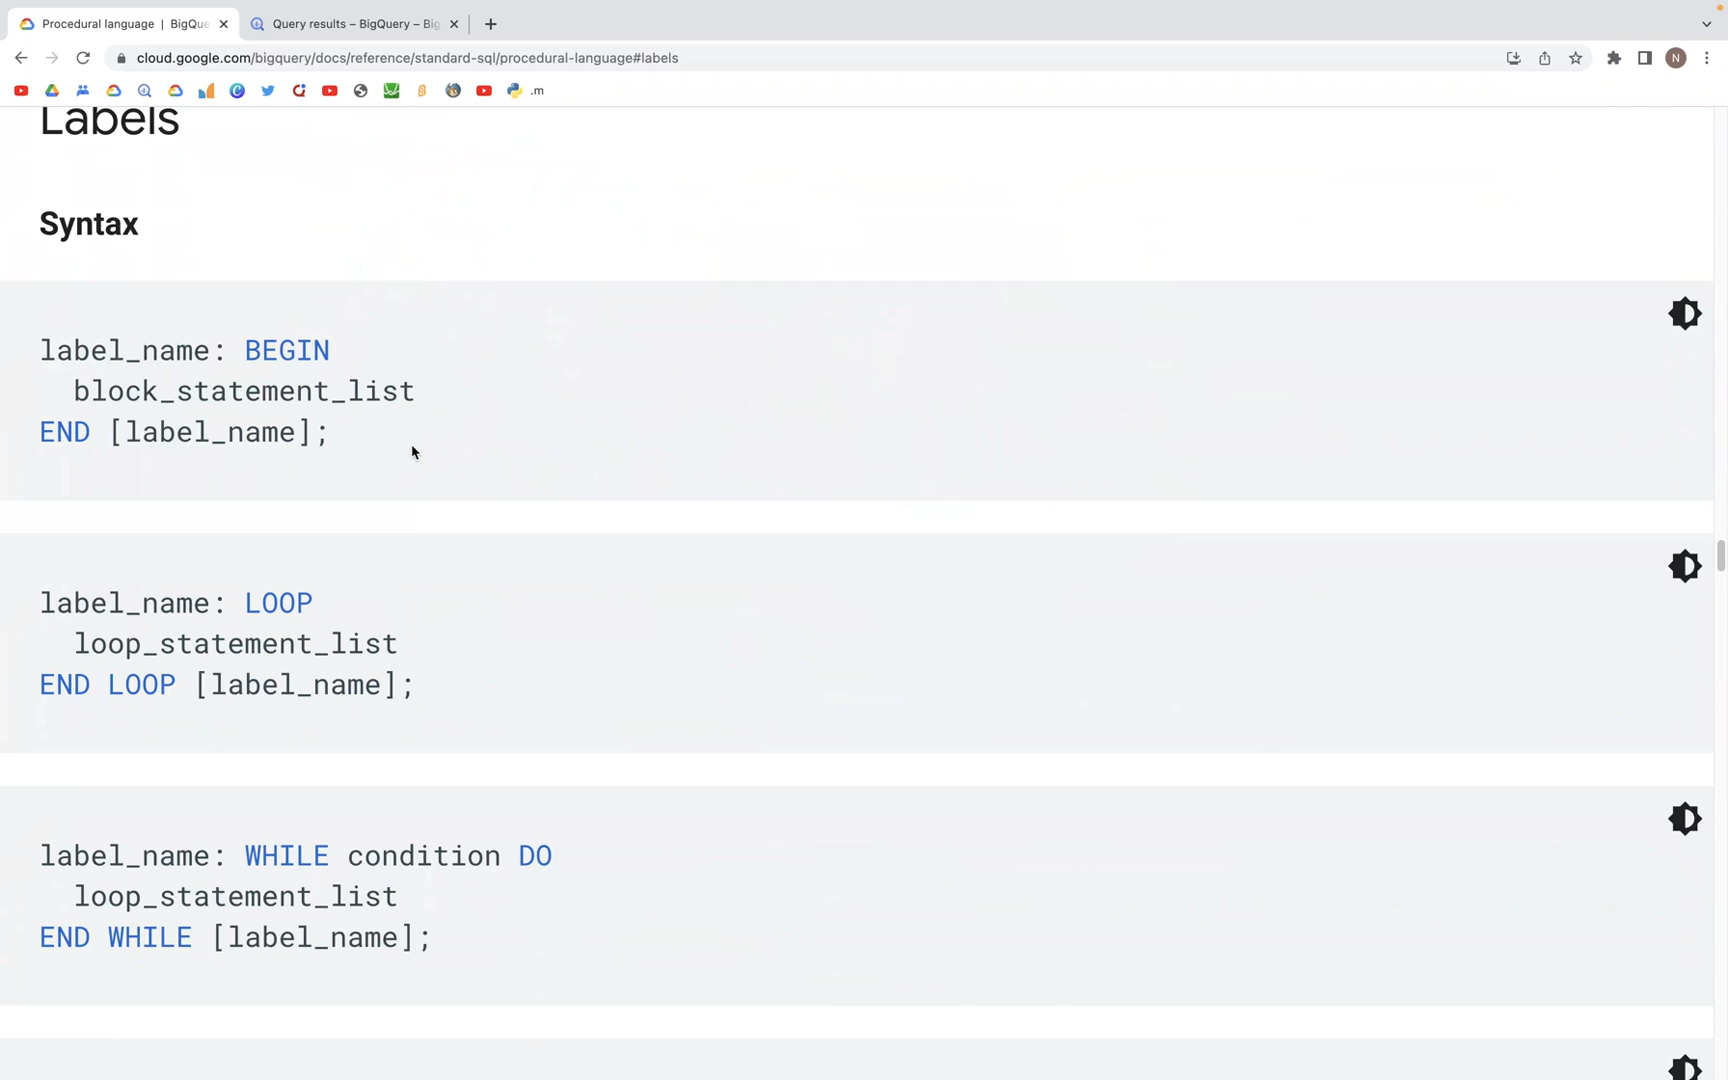 Procedural language | BigQue
Query results – BigQuery – Big
cloud.google.com/bigquery/docs/reference/standard-sql/procedural-language#labels
N
.m
Labels
Syntax
label_name: BEGIN
block_statement_list
END [label_name];
label_name: LOOP
loop_statement_list
END LOOP [label_name];
label_name: WHILE condition DO
loop_statement_list
END WHILE [label_name];